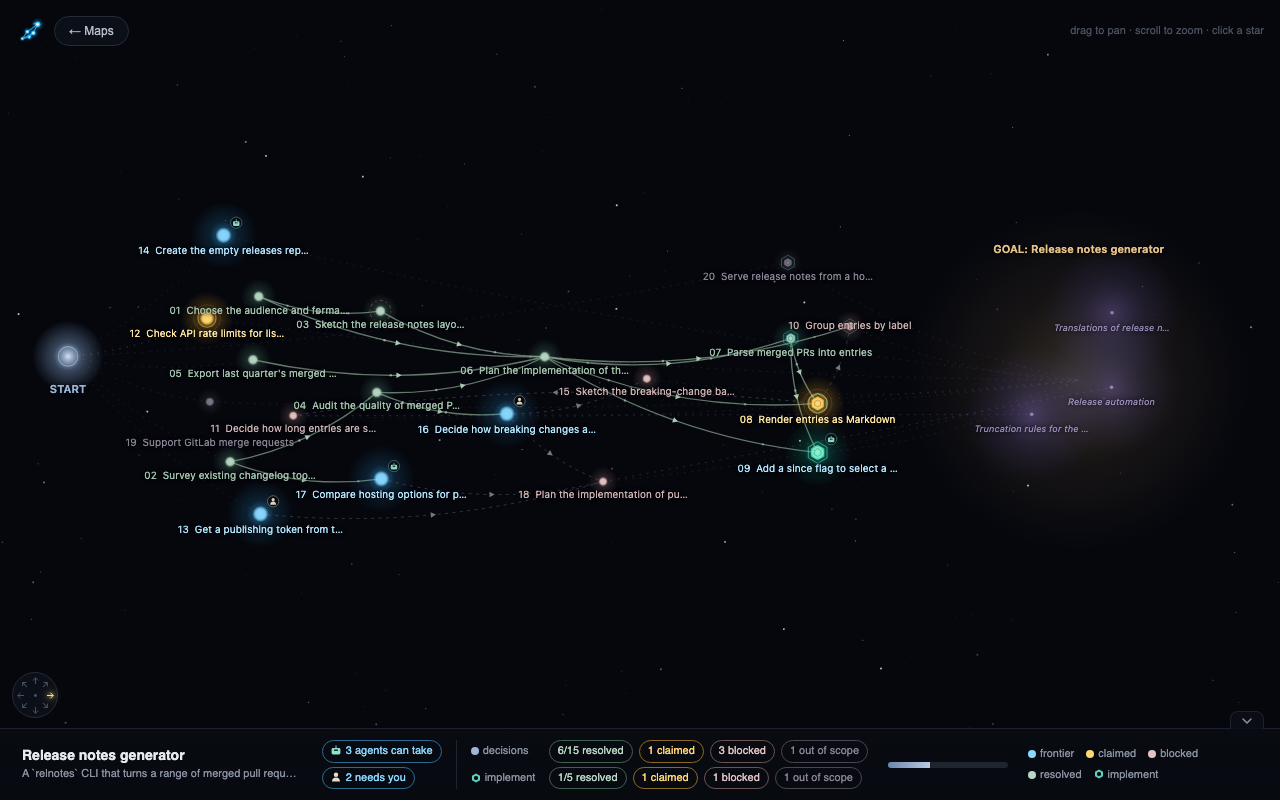 ← Maps
drag to pan · scroll to zoom · click a star
14 Create the empty releases rep...
GOAL: Release notes generator
20 Serve release notes from a ho...
01 Choose the audience and forma...
03 Sketch the release notes layo...
12 Check API rate limits for lis...
10 Group entries by label
Translations of release n...
07 Parse merged PRs into entries
START
05 Export last quarter's merged ...
06 Plan the implementation of th...
15 Sketch the breaking-change ba...
04 Audit the quality of merged P...
Release automation
08 Render entries as Markdown
11 Decide how long entries are s...
16 Decide how breaking changes a...
Truncation rules for the ...
19 Support GitLab merge requests
09 Add a since flag to select a ...
02 Survey existing changelog too...
17 Compare hosting options for p...
18 Plan the implementation of pu...
13 Get a publishing token from t...
Release notes generator
A `relnotes` CLI that turns a range of merged pull requ...
3 agents can take
2 needs you
decisions
6/15 resolved
1 claimed
3 blocked
1 out of scope
implement
1/5 resolved
1 claimed
1 blocked
1 out of scope
frontier
claimed
blocked
resolved
implement